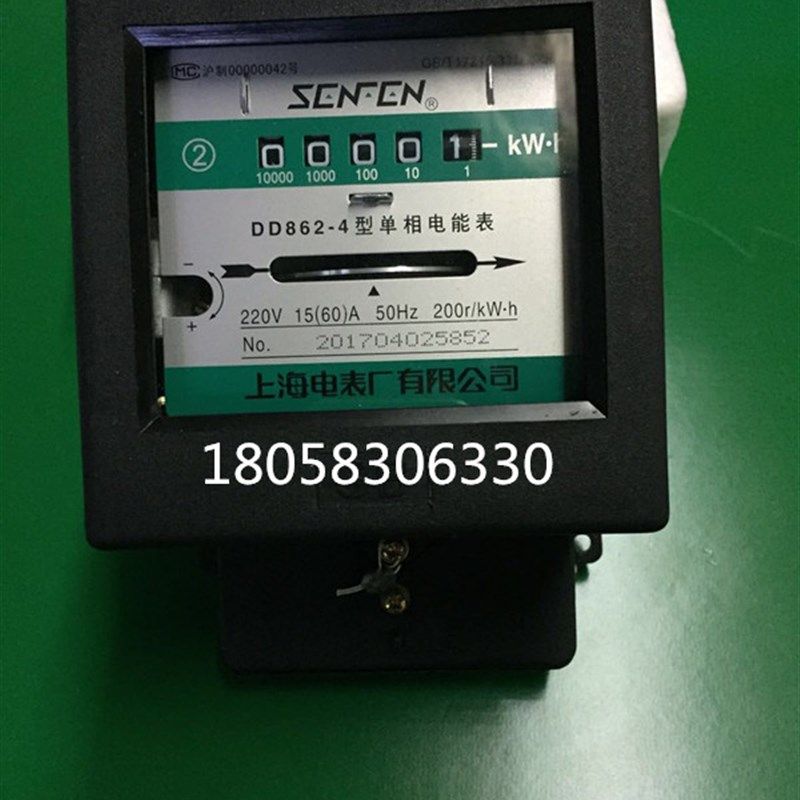 MC 沪制00000042号
SENFEN®
② 0 0 0 0 1 kW·h
10000 1000 100 10 1
DD862-4型单相电能表
−
+
220V 15(60)A 50Hz 200r/kW·h
No. 201704025852
上海电表厂有限公司
18058306330